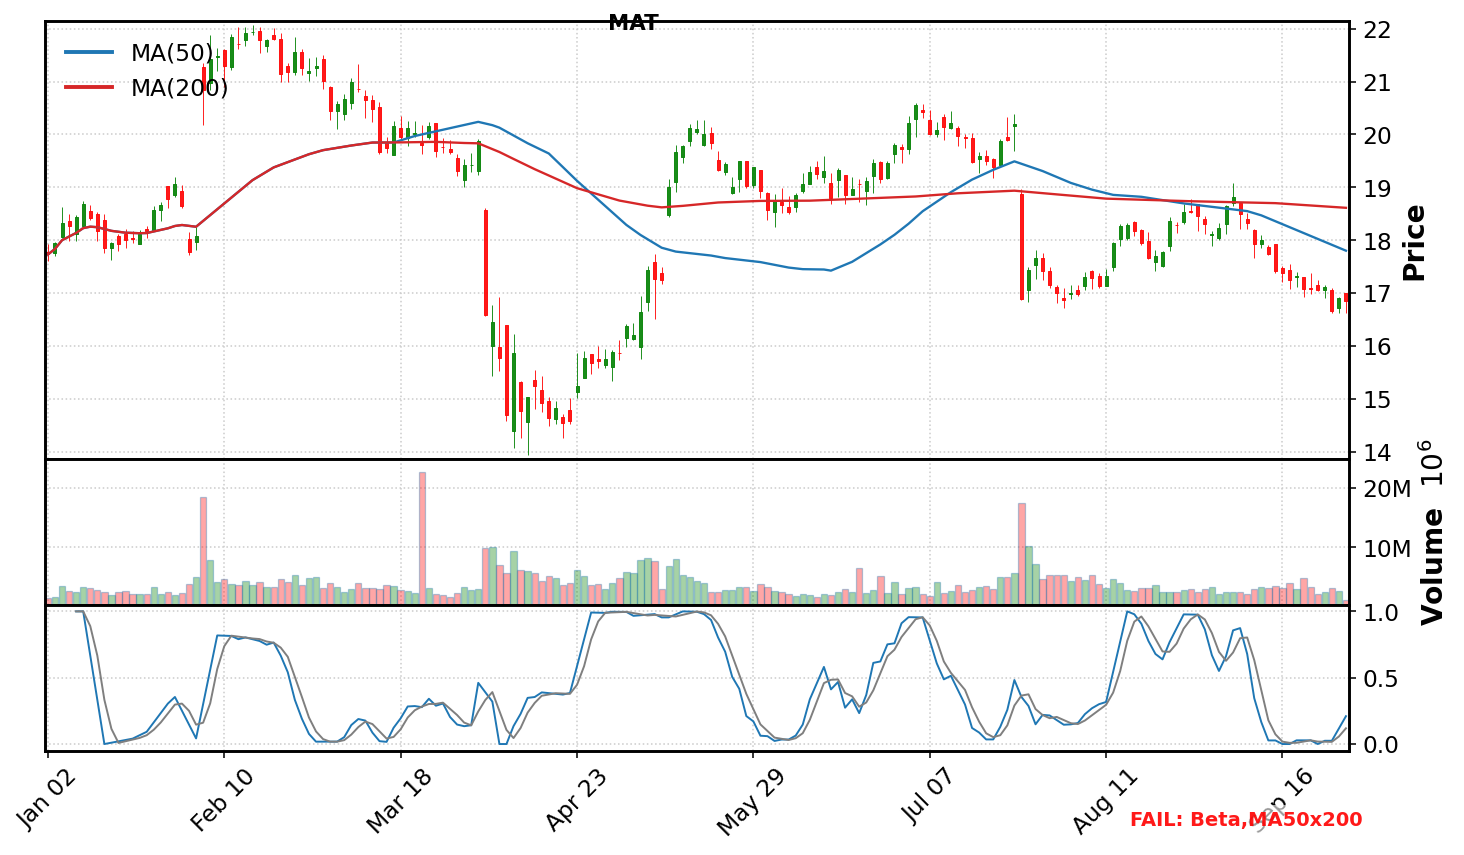 MAT
MA(50)
MA(200)
22
21
20
19
18
17
16
15
14
Price
20M
10M
Volume 10^6
1.0
0.5
0.0
Jan 02
Feb 10
Mar 18
Apr 23
May 29
Jul 07
Aug 11
Sep 16
FAIL: Beta,MA50x200